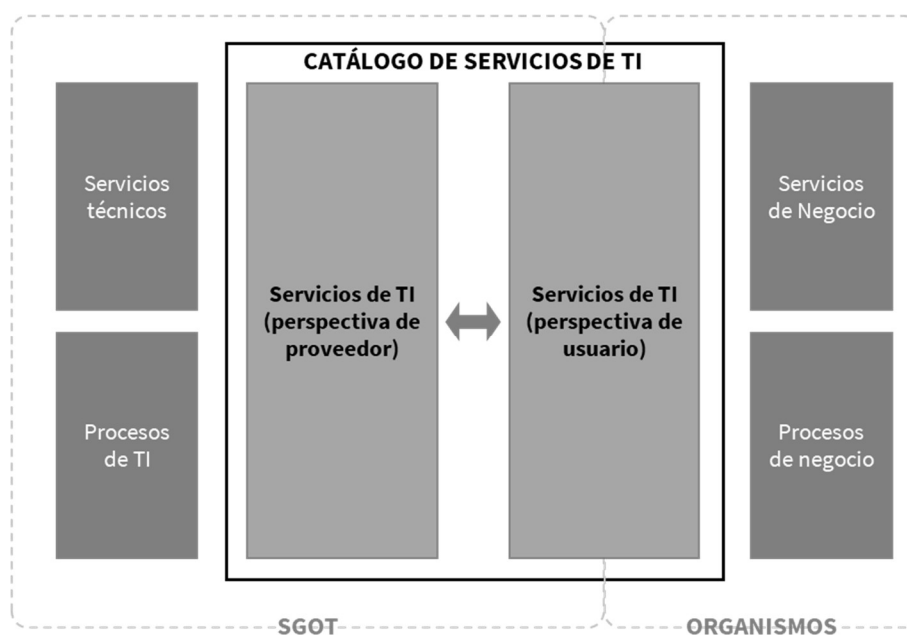 CATÁLOGO DE SERVICIOS DE TI
Servicios
técnicos
Procesos
de TI
Servicios de TI
(perspectiva de
proveedor)
Servicios de TI
(perspectiva de
usuario)
Servicios
de Negocio
Procesos
de negocio
SGOT
ORGANISMOS